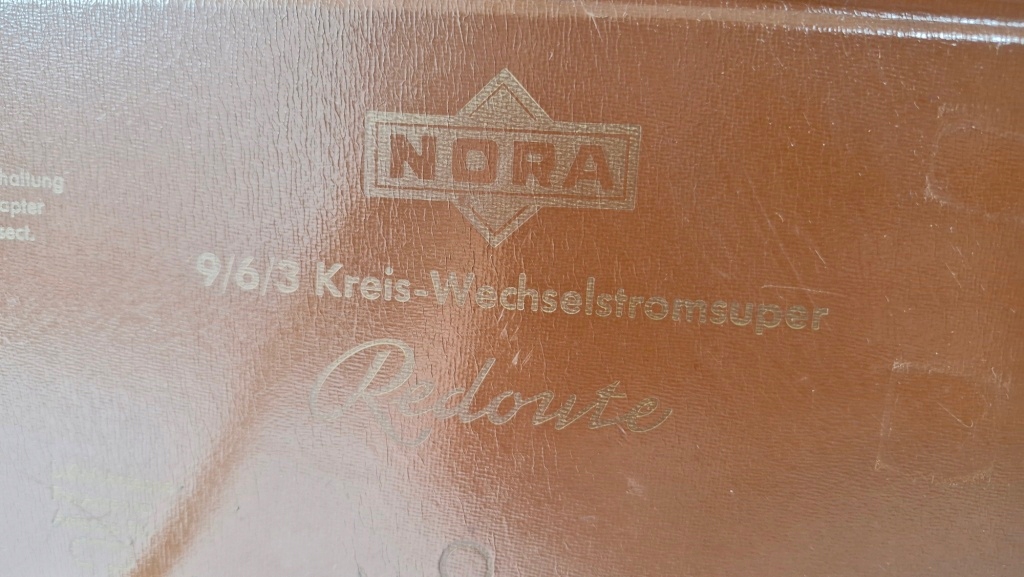 NORA
haltung
apter
sect.
9/6/3 Kreis-Wechselstromsuper
Redoute